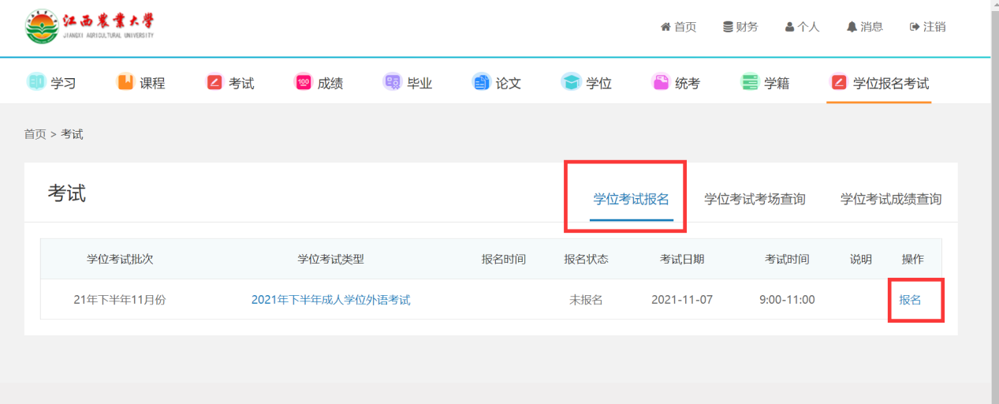 江西农业大学
JIANGXI AGRICULTURAL UNIVERSITY
首页 财务 个人 消息 注销
学习 课程 考试 100 成绩 毕业 论文 学位 统考 学籍 学位报名考试
首页 > 考试
考试
学位考试报名 学位考试考场查询 学位考试成绩查询
学位考试批次 学位考试类型 报名时间 报名状态 考试日期 考试时间 说明 操作
21年下半年11月份 2021年下半年成人学位外语考试 未报名 2021-11-07 9:00-11:00 报名